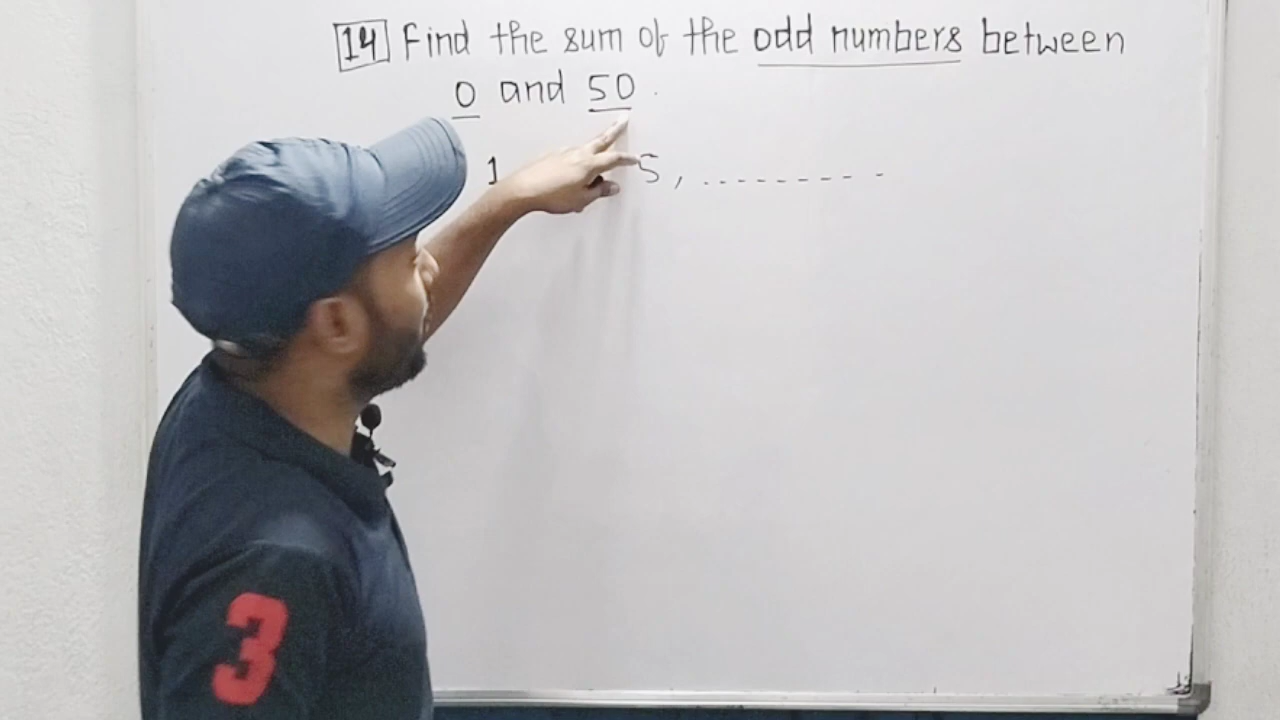 14 Find the sum of the odd numbers between
0 and 50.
1 5, ..........
3